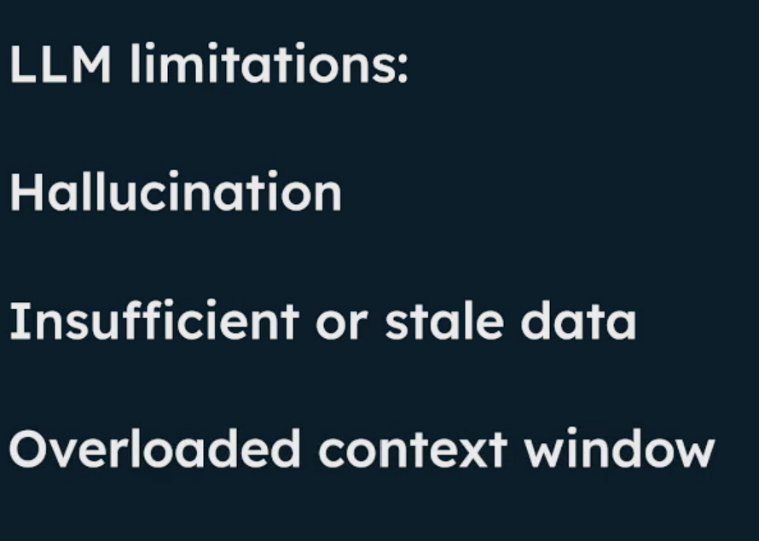 LLM limitations:
Hallucination
Insufficient or stale data
Overloaded context window